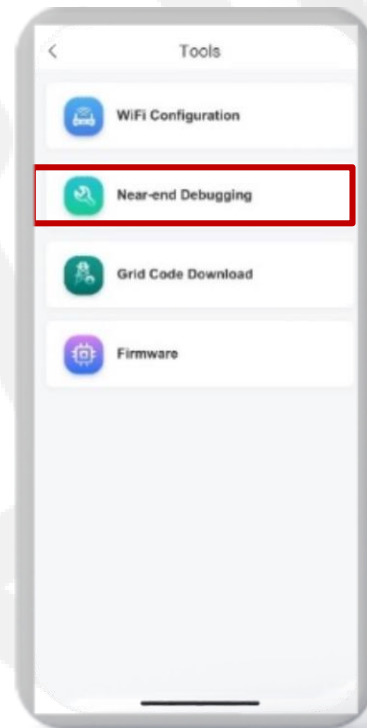 Tools
WiFi Configuration
Near-end Debugging
Grid Code Download
Firmware